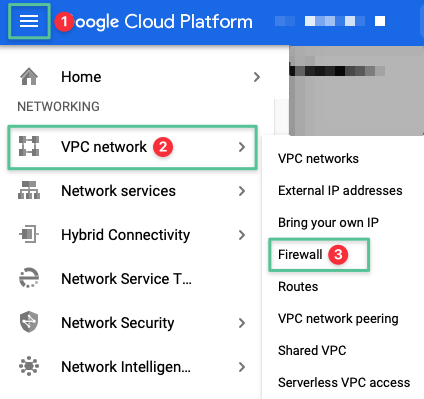 1 oogle Cloud Platform
Home
NETWORKING
VPC network 2
Network services
Hybrid Connectivity
Network Service T...
Network Security
Network Intelligen...
VPC networks
External IP addresses
Bring your own IP
Firewall 3
Routes
VPC network peering
Shared VPC
Serverless VPC access